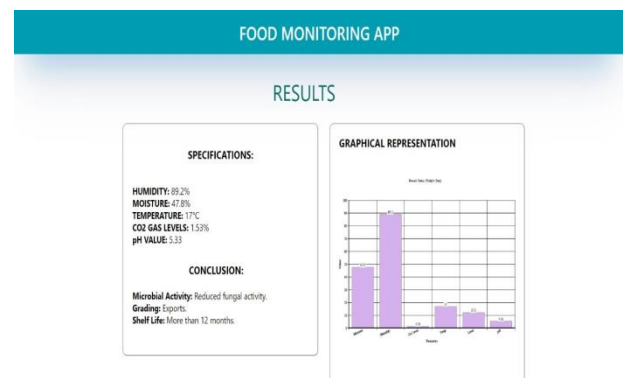 FOOD MONITORING APP
RESULTS
SPECIFICATIONS:
HUMIDITY: 89.2%
MOISTURE: 47.8%
TEMPERATURE: 17°C
CO2 GAS LEVELS: 1.53%
pH VALUE: 5.33
CONCLUSION:
Microbial Activity: Reduced fungal activity.
Grading: Exports.
Shelf Life: More than 12 months.
GRAPHICAL REPRESENTATION